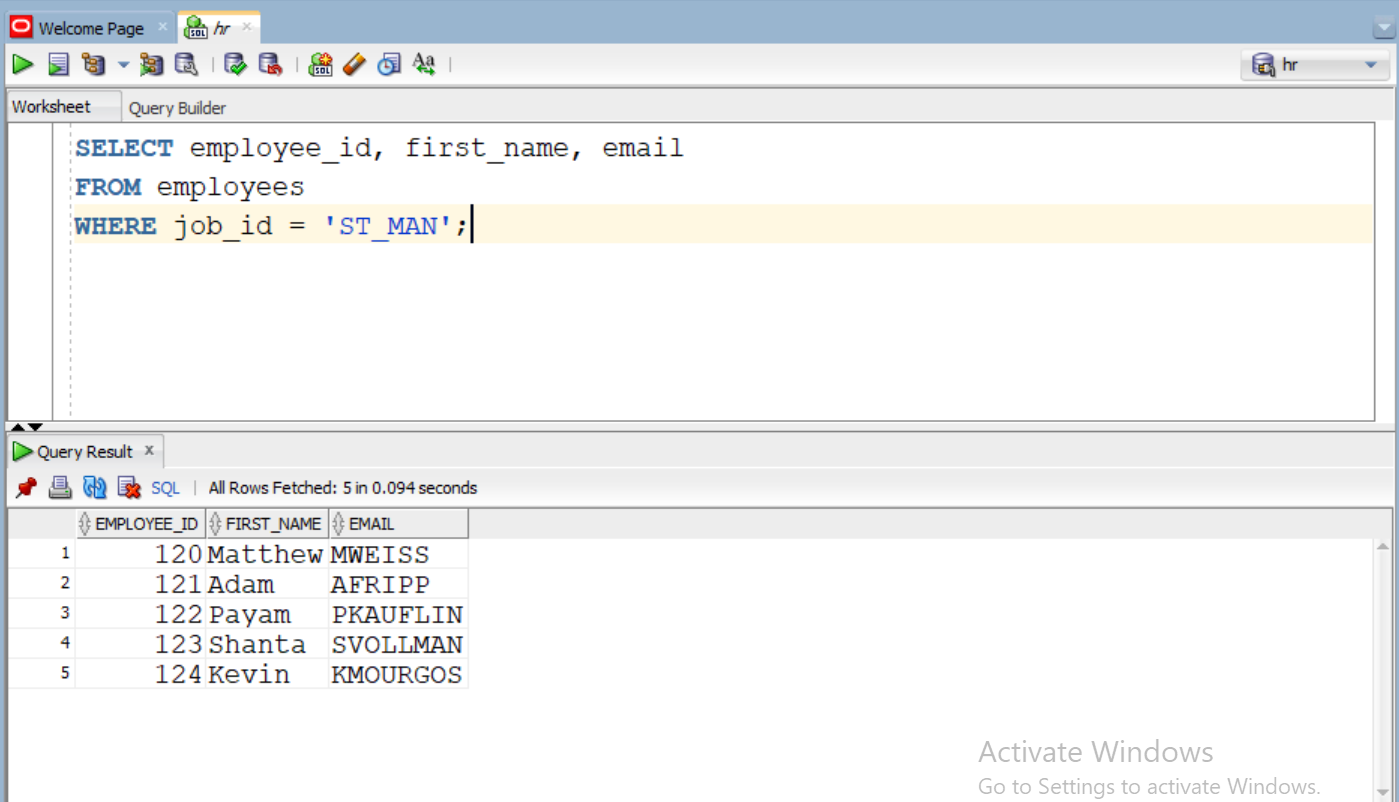 Welcome Page hr
hr
Worksheet Query Builder
SELECT employee_id, first_name, email
FROM employees
WHERE job_id = 'ST_MAN';
Query Result x
SQL | All Rows Fetched: 5 in 0.094 seconds
EMPLOYEE_ID FIRST_NAME EMAIL
1 120 Matthew MWEISS
2 121 Adam AFRIPP
3 122 Payam PKAUFLIN
4 123 Shanta SVOLLMAN
5 124 Kevin KMOURGOS
Activate Windows
Go to Settings to activate Windows.